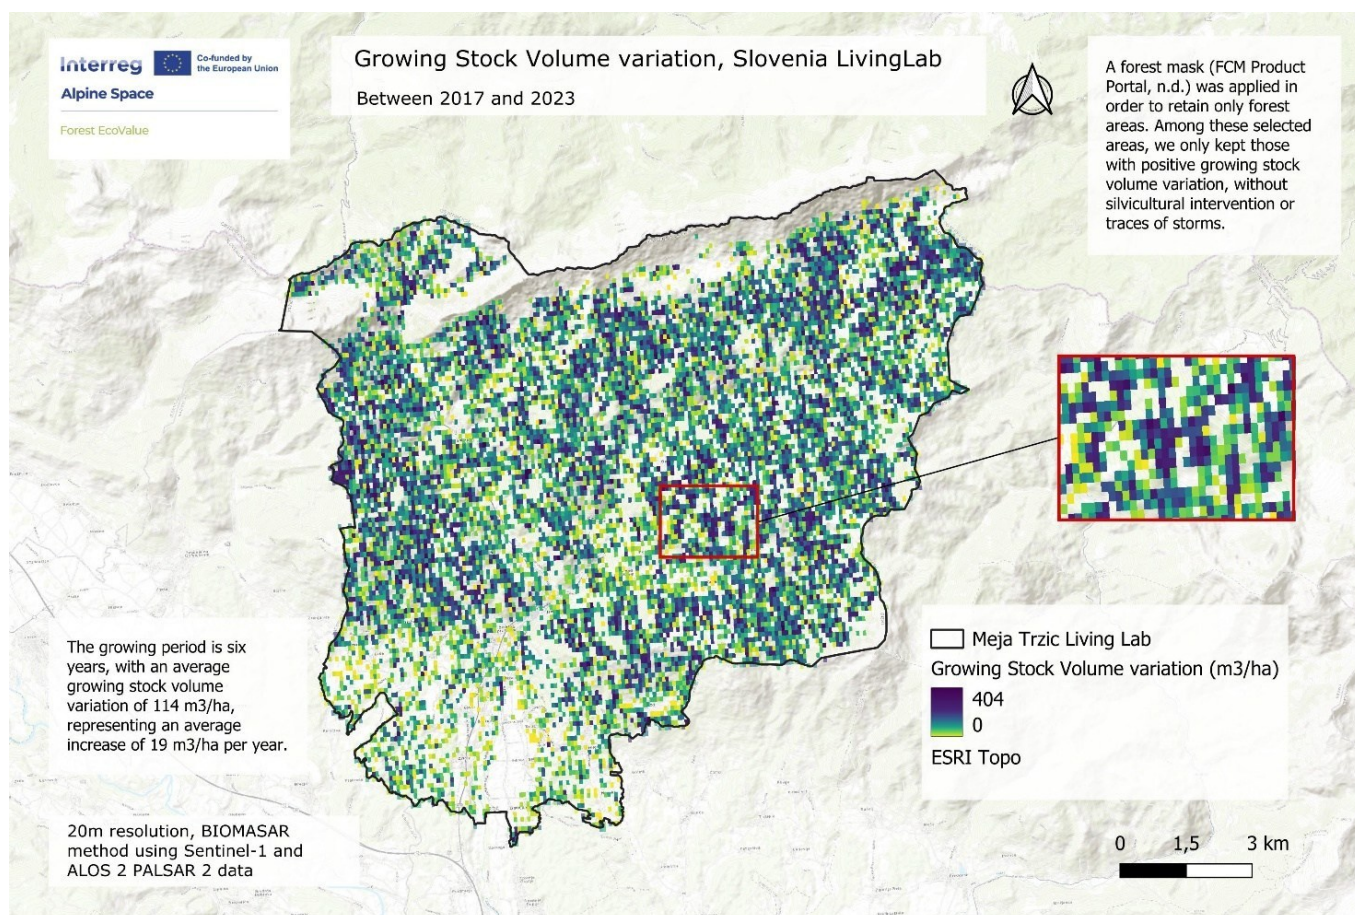 Interreg
Co-funded by
the European Union
Alpine Space
Forest EcoValue
Growing Stock Volume variation, Slovenia LivingLab
Between 2017 and 2023
A forest mask (FCM Product
Portal, n.d.) was applied in
order to retain only forest
areas. Among these selected
areas, we only kept those
with positive growing stock
volume variation, without
silvicultural intervention or
traces of storms.
The growing period is six
years, with an average
growing stock volume
variation of 114 m3/ha,
representing an average
increase of 19 m3/ha per year.
20m resolution, BIOMASAR
method using Sentinel-1 and
ALOS 2 PALSAR 2 data
Meja Trzic Living Lab
Growing Stock Volume variation (m3/ha)
404
0
ESRI Topo
0 1,5 3 km